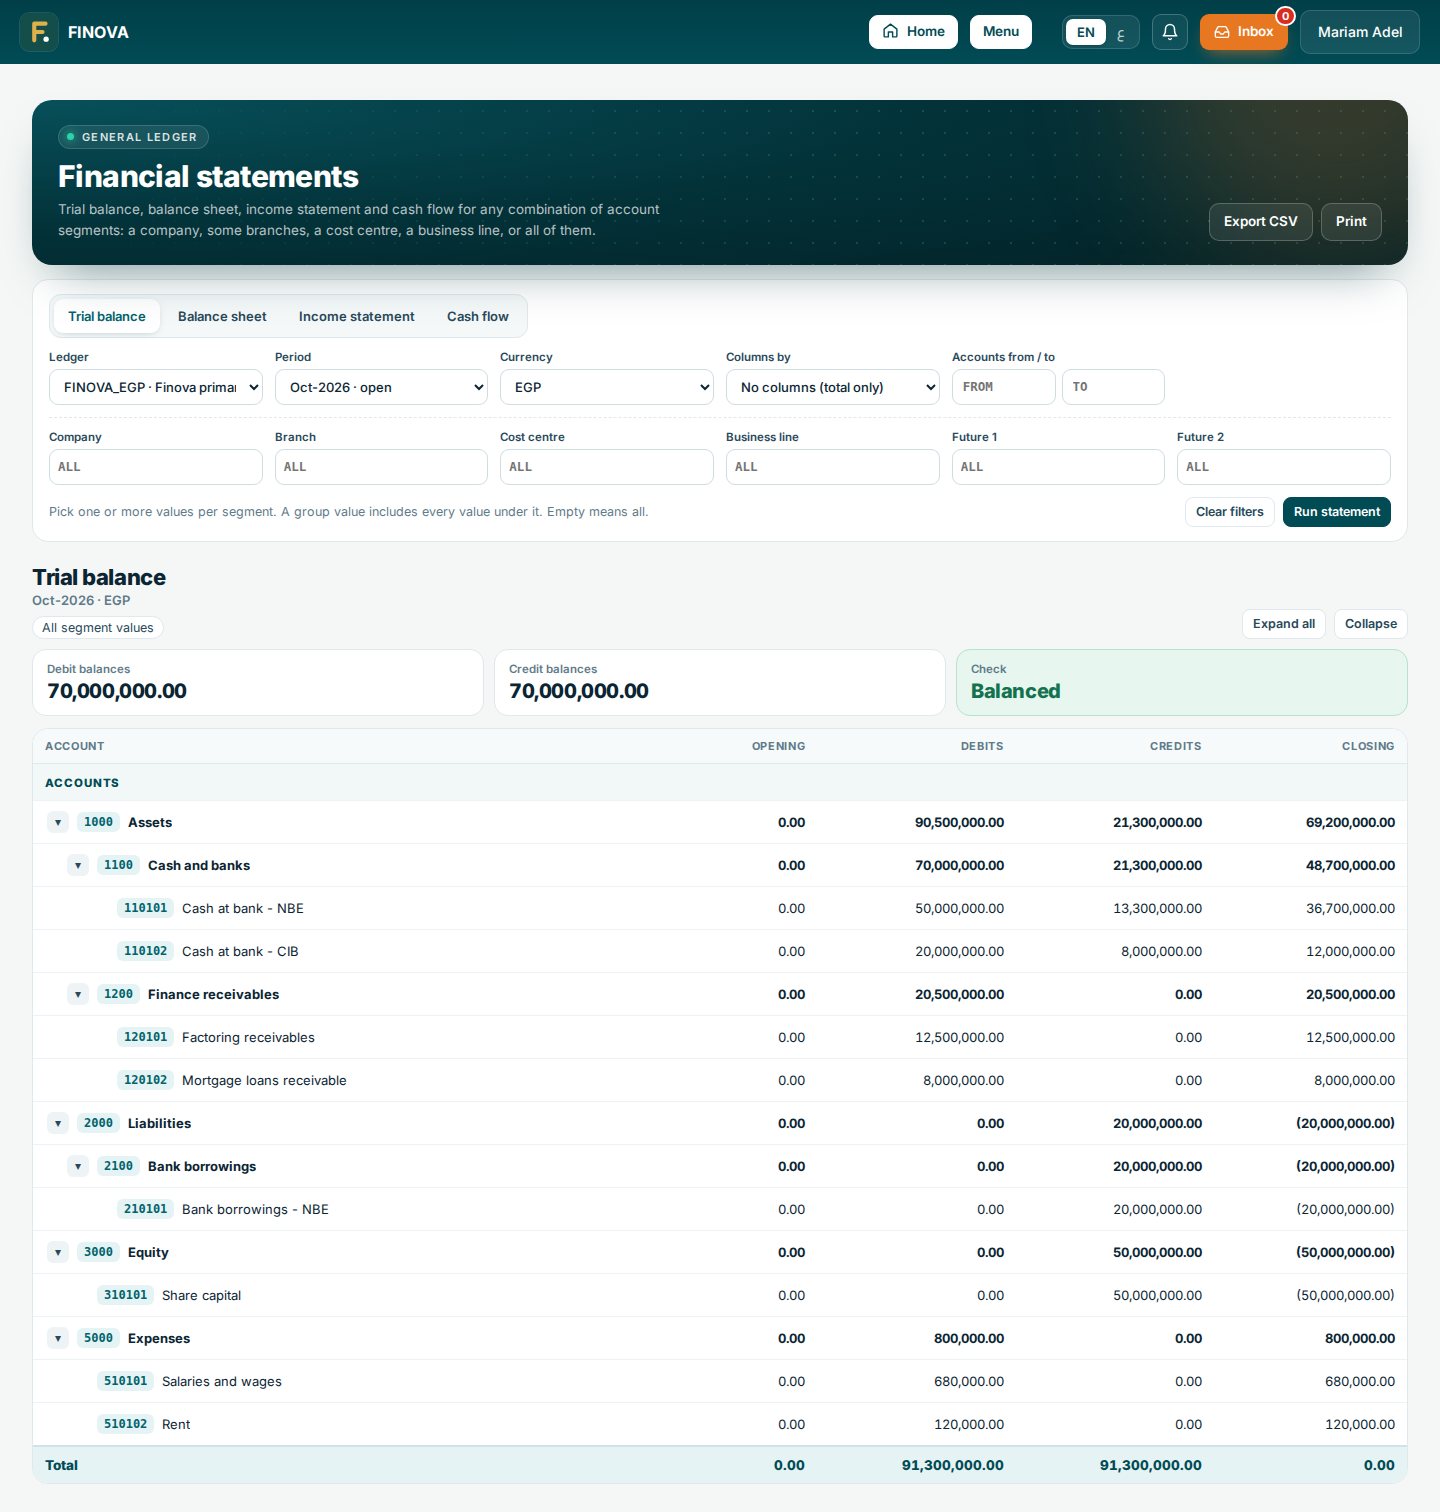 FINOVA
Home
Menu
EN
ع
Inbox
0
Mariam Adel
GENERAL LEDGER
Financial statements
Trial balance, balance sheet, income statement and cash flow for any combination of account
segments: a company, some branches, a cost centre, a business line, or all of them.
Export CSV
Print
Trial balance
Balance sheet
Income statement
Cash flow
Ledger
Period
Currency
Columns by
Accounts from / to
FINOVA_EGP · Finova primar
Oct-2026 · open
EGP
No columns (total only)
FROM
TO
Company
Branch
Cost centre
Business line
Future 1
Future 2
ALL
ALL
ALL
ALL
ALL
ALL
Pick one or more values per segment. A group value includes every value under it. Empty means all.
Clear filters
Run statement
Trial balance
Oct-2026 · EGP
All segment values
Expand all
Collapse
Debit balances
70,000,000.00
Credit balances
70,000,000.00
Check
Balanced
ACCOUNT OPENING DEBITS CREDITS CLOSING
ACCOUNTS
1000 Assets 0.00 90,500,000.00 21,300,000.00 69,200,000.00
1100 Cash and banks 0.00 70,000,000.00 21,300,000.00 48,700,000.00
110101 Cash at bank - NBE 0.00 50,000,000.00 13,300,000.00 36,700,000.00
110102 Cash at bank - CIB 0.00 20,000,000.00 8,000,000.00 12,000,000.00
1200 Finance receivables 0.00 20,500,000.00 0.00 20,500,000.00
120101 Factoring receivables 0.00 12,500,000.00 0.00 12,500,000.00
120102 Mortgage loans receivable 0.00 8,000,000.00 0.00 8,000,000.00
2000 Liabilities 0.00 0.00 20,000,000.00 (20,000,000.00)
2100 Bank borrowings 0.00 0.00 20,000,000.00 (20,000,000.00)
210101 Bank borrowings - NBE 0.00 0.00 20,000,000.00 (20,000,000.00)
3000 Equity 0.00 0.00 50,000,000.00 (50,000,000.00)
310101 Share capital 0.00 0.00 50,000,000.00 (50,000,000.00)
5000 Expenses 0.00 800,000.00 0.00 800,000.00
510101 Salaries and wages 0.00 680,000.00 0.00 680,000.00
510102 Rent 0.00 120,000.00 0.00 120,000.00
Total 0.00 91,300,000.00 91,300,000.00 0.00